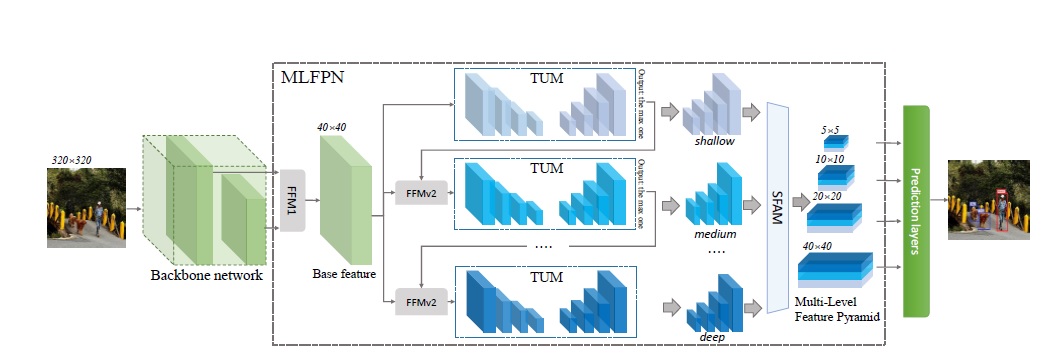 MLFPN
320×320
Backbone network
FFM1
40×40
Base feature
TUM
Output: the max one
shallow
FFMv2
TUM
Output: the max one
medium
....
....
FFMv2
TUM
deep
SFAM
5×5
10×10
20×20
40×40
Multi-Level
Feature Pyramid
Prediction layers